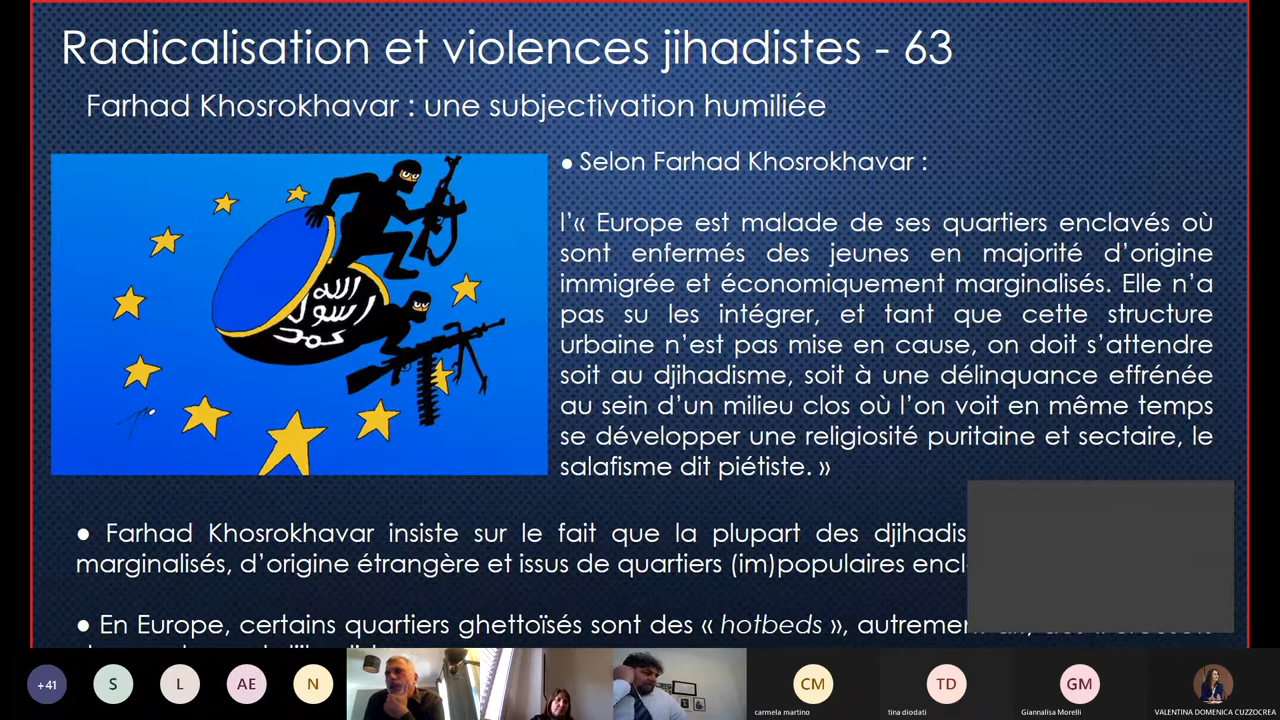 Radicalisation et violences jihadistes - 63
Farhad Khosrokhavar : une subjectivation humiliée
● Selon Farhad Khosrokhavar :
l’« Europe est malade de ses quartiers enclavés où
sont enfermés des jeunes en majorité d’origine
immigrée et économiquement marginalisés. Elle n’a
pas su les intégrer, et tant que cette structure
urbaine n’est pas mise en cause, on doit s’attendre
soit au djihadisme, soit à une délinquance effrénée
au sein d’un milieu clos où l’on voit en même temps
se développer une religiosité puritaine et sectaire, le
salafisme dit piétiste. »
الله
رسول
محمد
● Farhad Khosrokhavar insiste sur le fait que la plupart des
marginalisés, d’origine étrangère et issus de quartiers (im)populaires
● En Europe, certains quartiers ghettoïsés sont des « hotbeds »,
+41
S
L
AE
N
CM
carmela martino
TD
tina diodati
GM
Giannalisa Morelli
VALENTINA DOMENICA CUZZOCREA